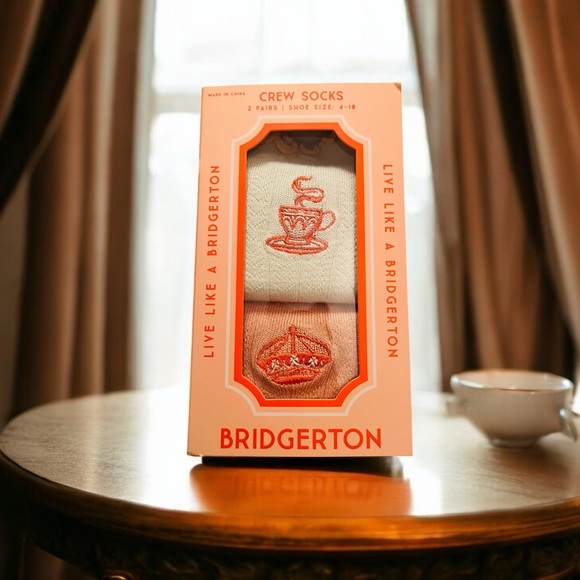 MADE IN CHINA
CREW SOCKS
2 PAIRS | SHOE SIZE: 4-10
LIVE LIKE A BRIDGERTON
LIVE LIKE A BRIDGERTON
BRIDGERTON